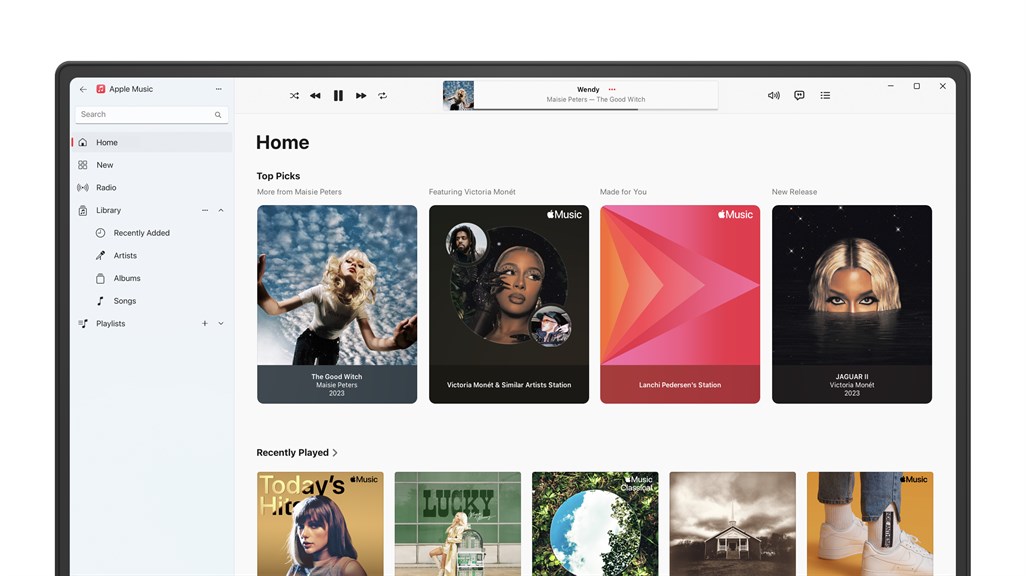 Apple Music
Search
Home
New
Radio
Library
Recently Added
Artists
Albums
Songs
Playlists
Wendy
Maisie Peters — The Good Witch
Home
Top Picks
More from Maisie Peters
Featuring Victoria Monét
Made for You
New Release
Music
Music
The Good Witch
Maisie Peters
2023
Victoria Monét & Similar Artists Station
Lanchi Pedersen's Station
JAGUAR II
Victoria Monét
2023
Recently Played
Today's
Hits
Music
LUCKY
Music
Classical
Music